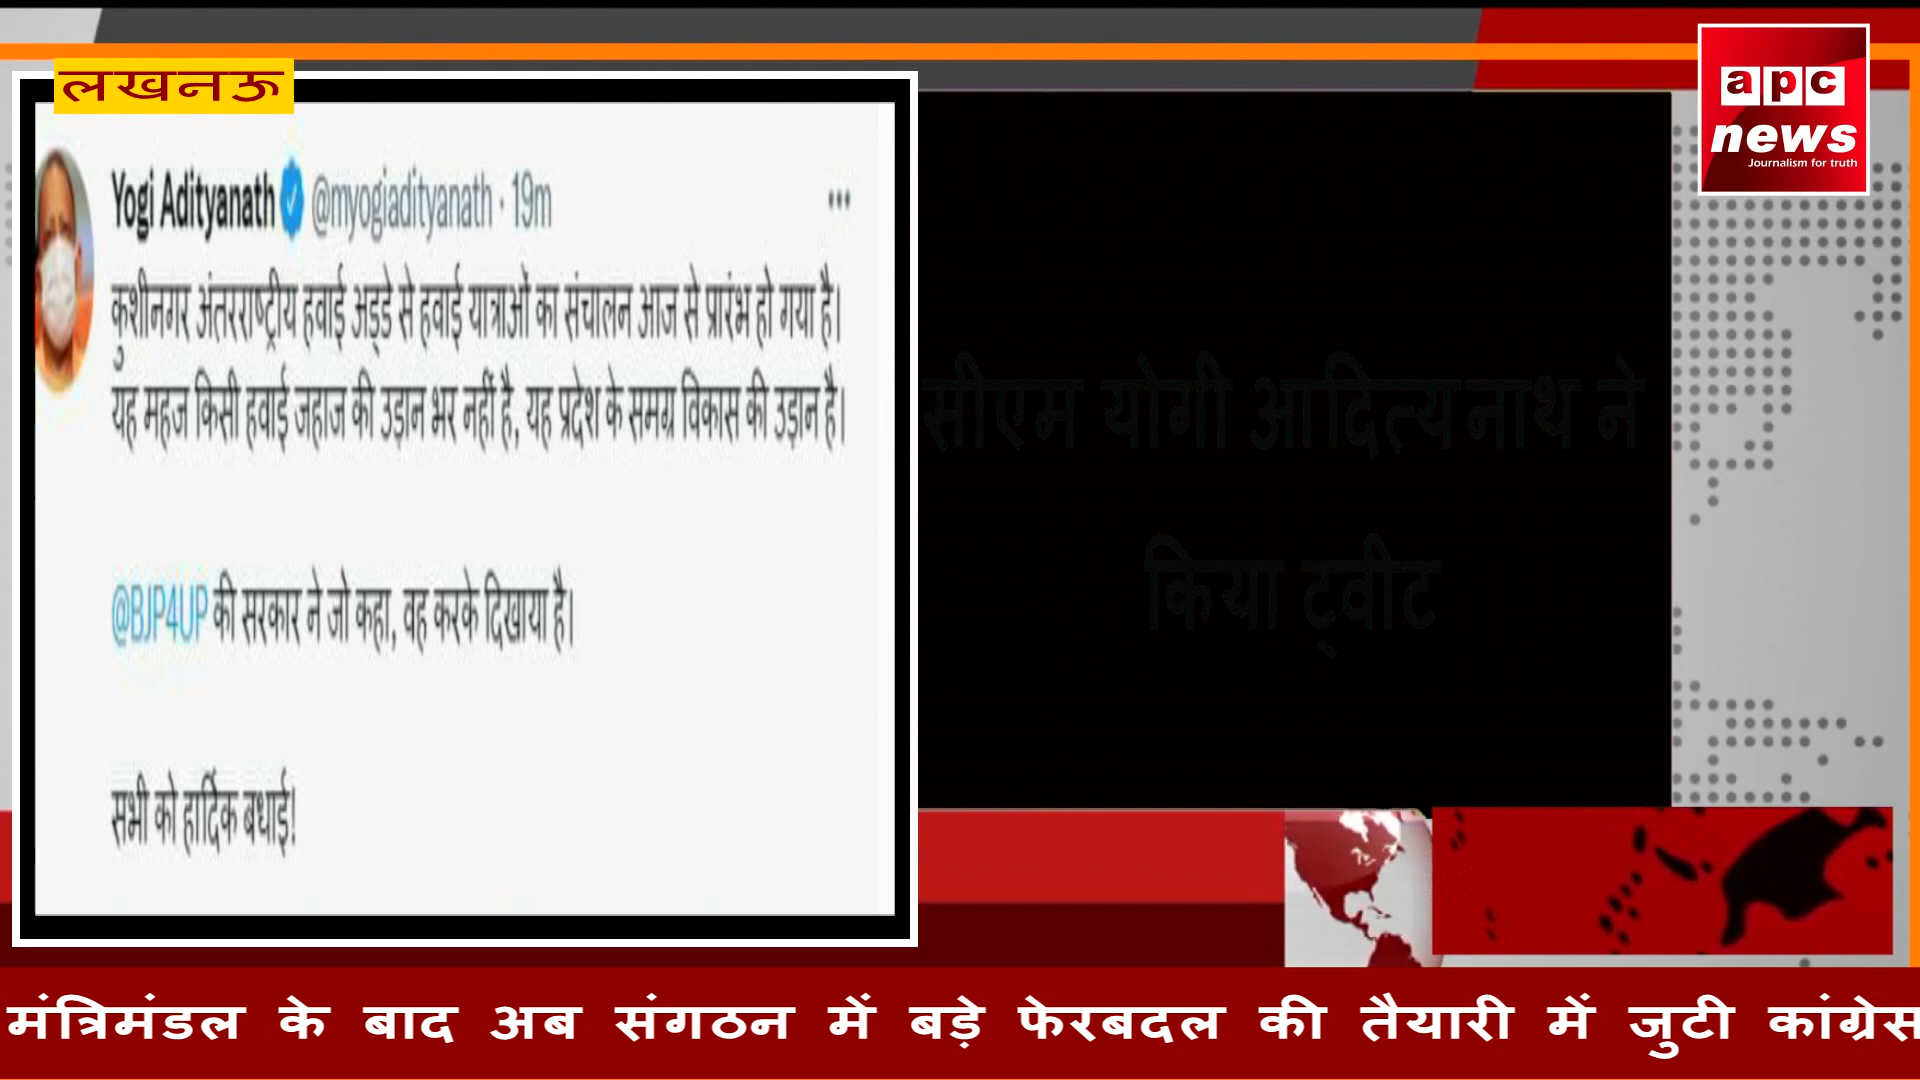 लखनऊ
apc
news
Journalism for truth
Yogi Adityanath @myogiadityanath · 19m
कुशीनगर अंतरराष्ट्रीय हवाई अड्डे से हवाई यात्राओं का संचालन आज से प्रारंभ हो गया है।
यह महज किसी हवाई जहाज की उड़ान भर नहीं है, यह प्रदेश के समग्र विकास की उड़ान है।
@BJP4UP की सरकार ने जो कहा, वह करके दिखाया है।
सभी को हार्दिक बधाई!
सीएम योगी आदित्यनाथ ने
किया ट्वीट
मंत्रिमंडल के बाद अब संगठन में बड़े फेरबदल की तैयारी में जुटी कांग्रेस